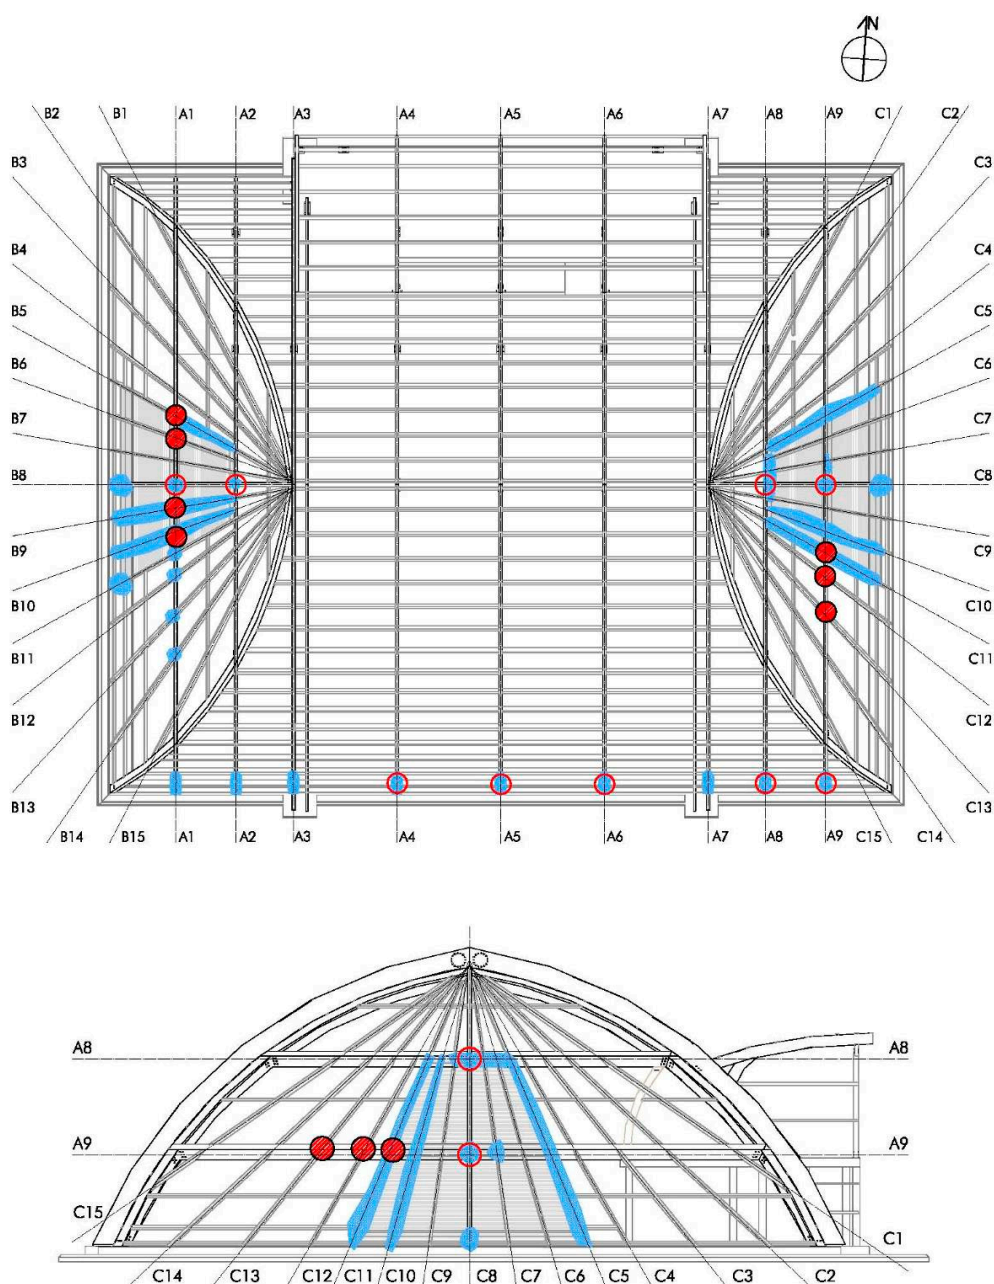 N
B2 B1 A1 A2 A3 A4 A5 A6 A7 A8 A9 C1 C2
B3 C3
B4 C4
B5 C5
B6 C6
B7 C7
B8 C8
B9 C9
B10 C10
B11 C11
B12 C12
B13 C13
B14 B15 A1 A2 A3 A4 A5 A6 A7 A8 A9 C15 C14
A8 A8
A9 A9
C15 C1
C14 C13 C12 C11 C10 C9 C8 C7 C6 C5 C4 C3 C2